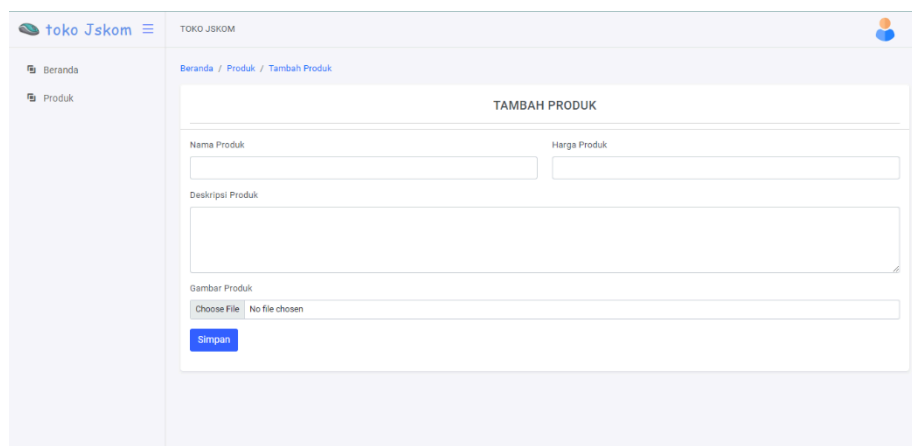 toko Jskom
TOKO JSKOM
Beranda
Produk
Beranda / Produk / Tambah Produk
TAMBAH PRODUK
Nama Produk
Harga Produk
Deskripsi Produk
Gambar Produk
Choose File No file chosen
Simpan